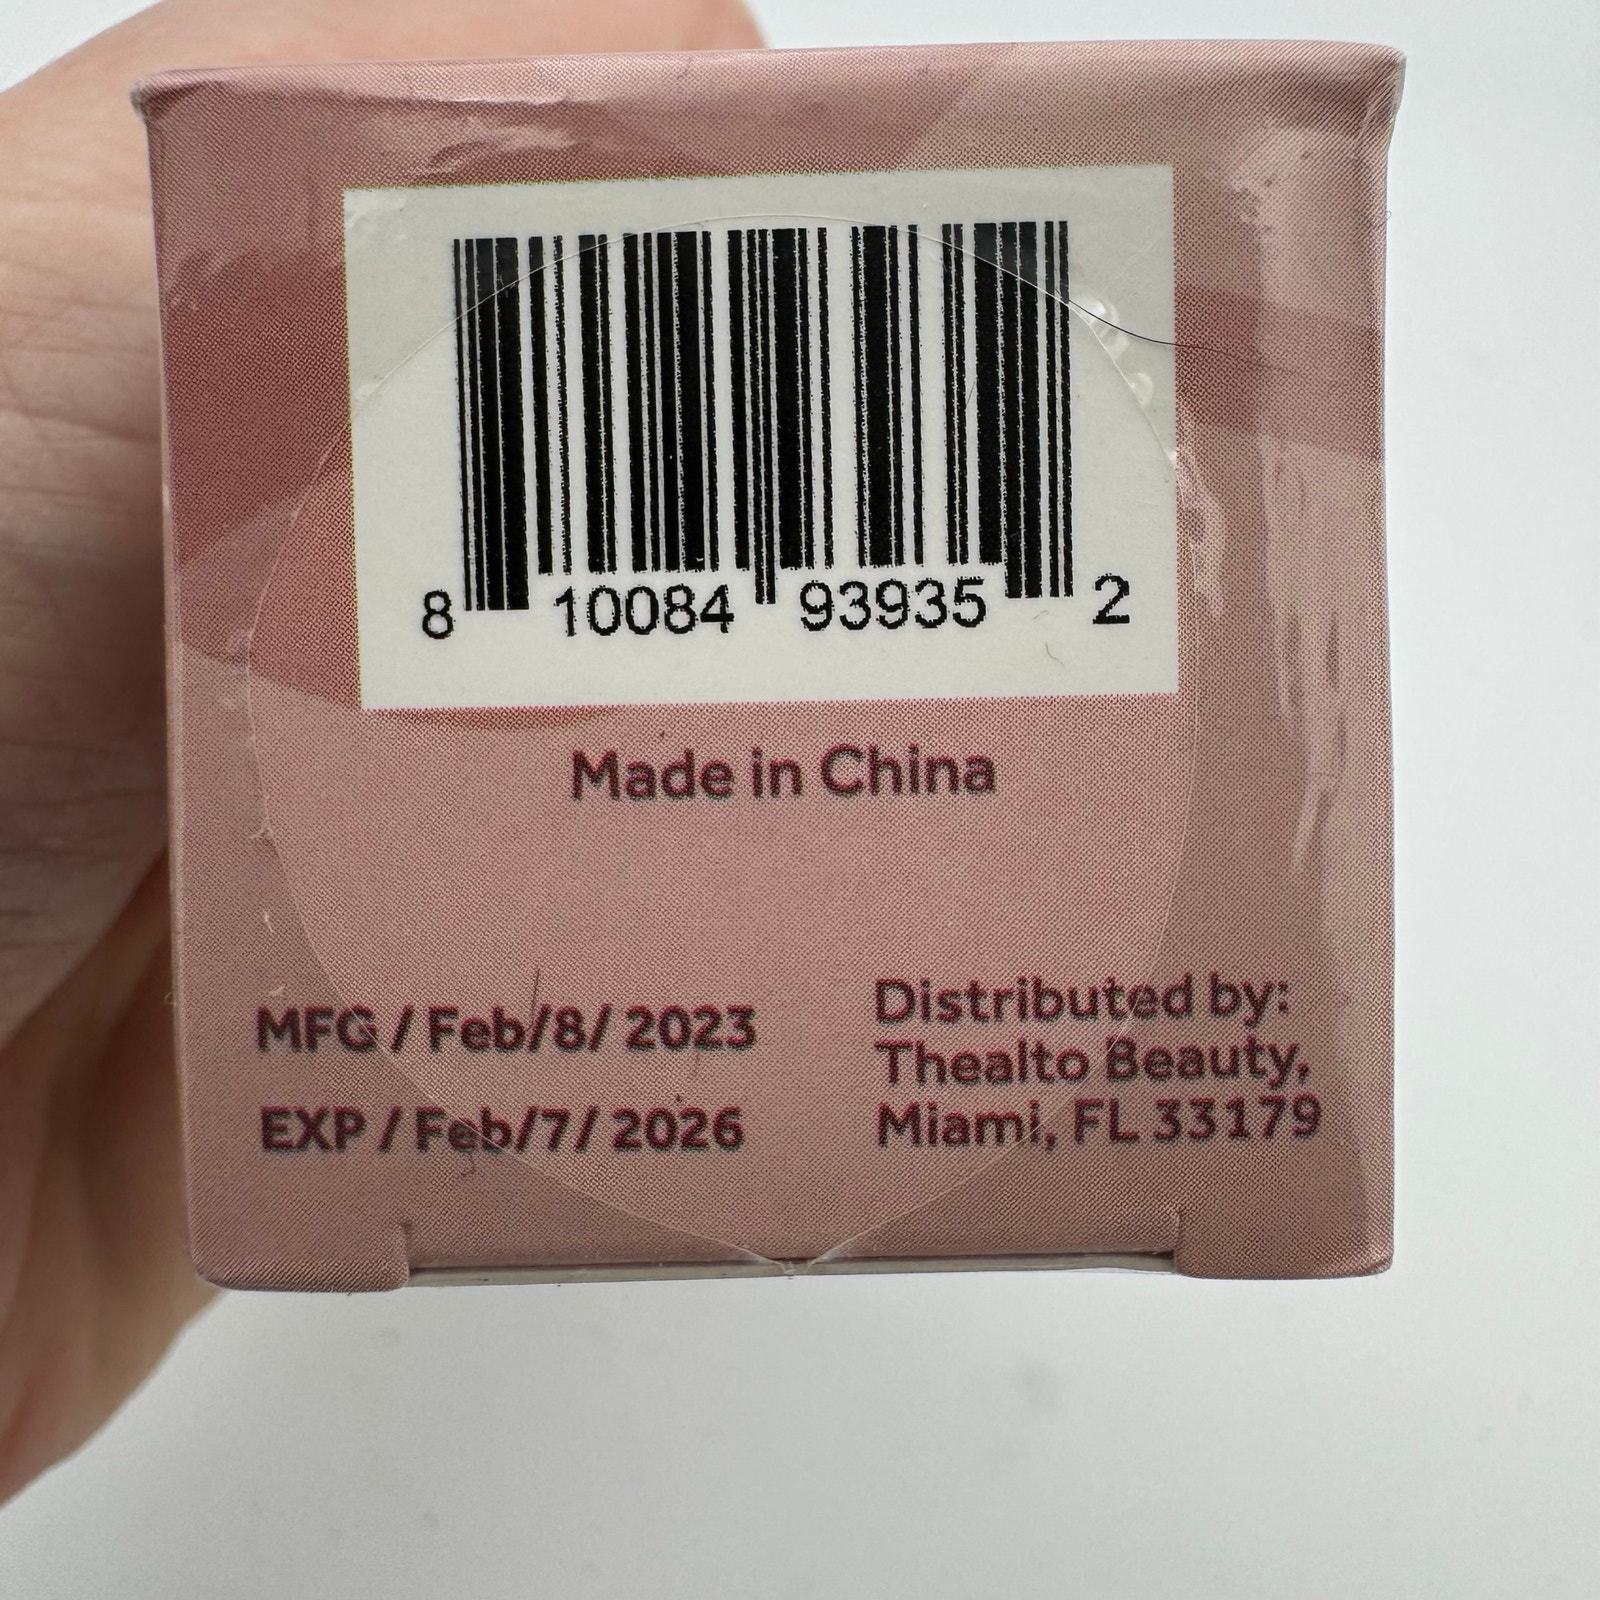 8 10084 93935 2
Made in China
MFG / Feb/8/ 2023
EXP / Feb/7/ 2026
Distributed by:
Thealto Beauty,
Miami, FL 33179